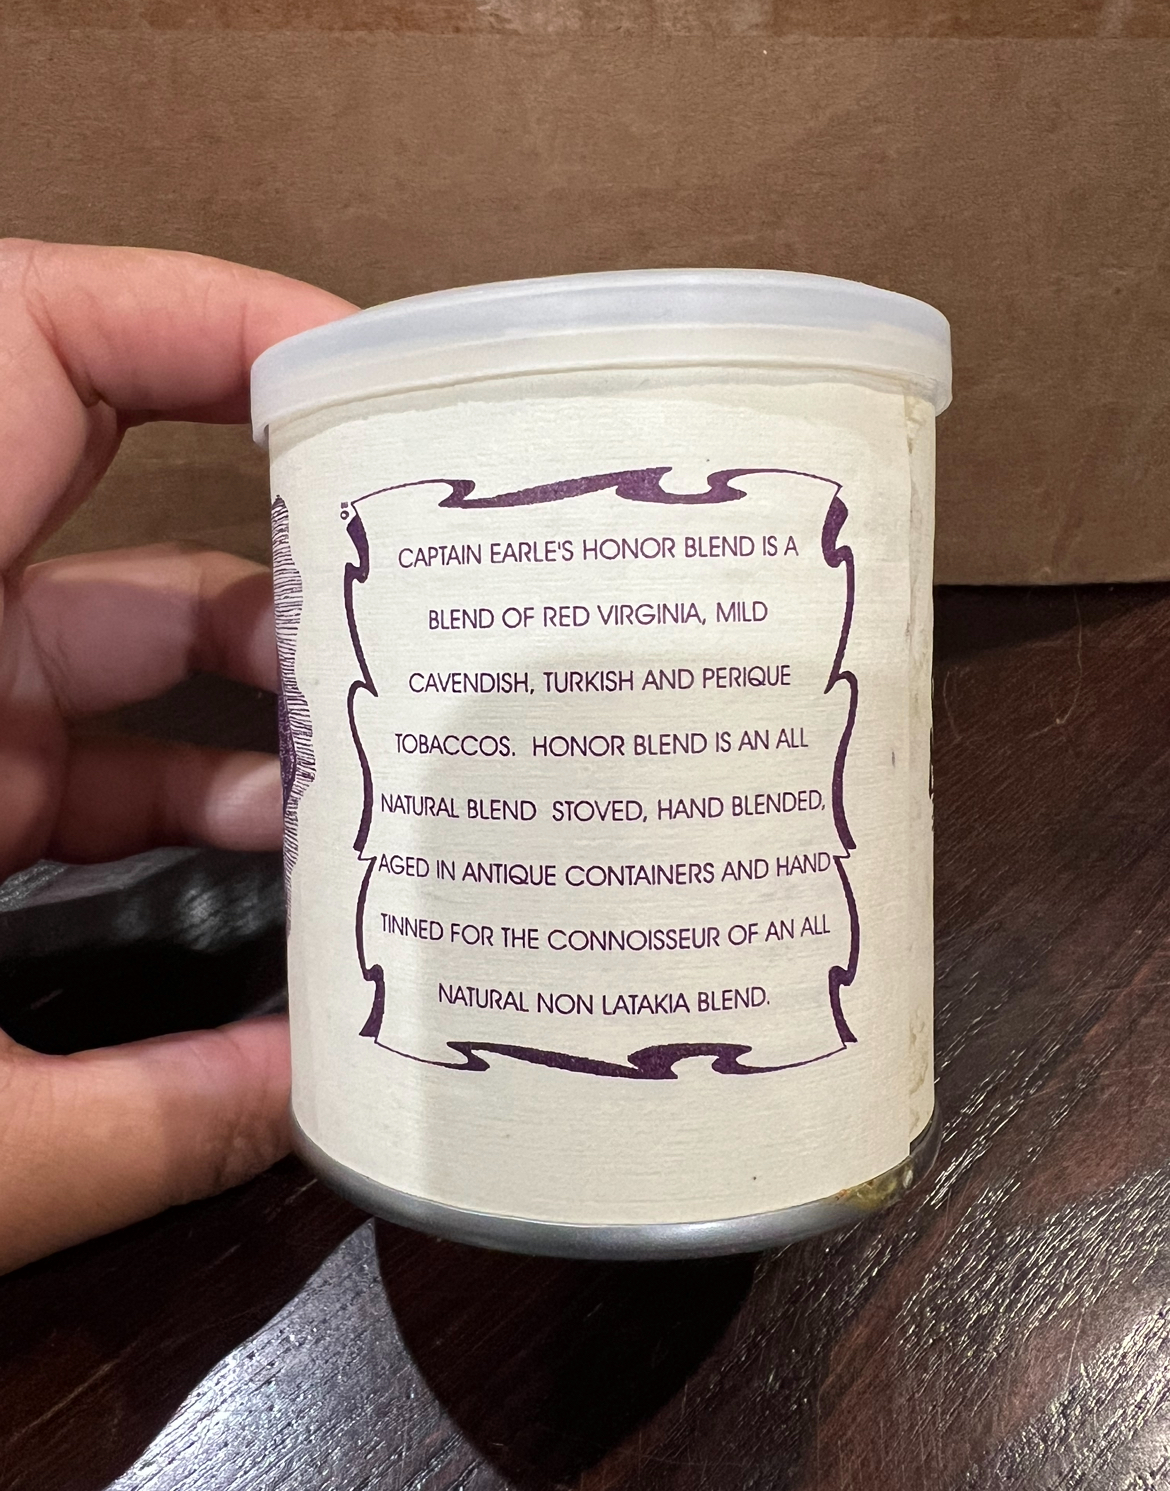 CAPTAIN EARLE'S HONOR BLEND IS A
BLEND OF RED VIRGINIA, MILD
CAVENDISH, TURKISH AND PERIQUE
TOBACCOS. HONOR BLEND IS AN ALL
NATURAL BLEND STOVED, HAND BLENDED,
AGED IN ANTIQUE CONTAINERS AND HAND
TINNED FOR THE CONNOISSEUR OF AN ALL
NATURAL NON LATAKIA BLEND.